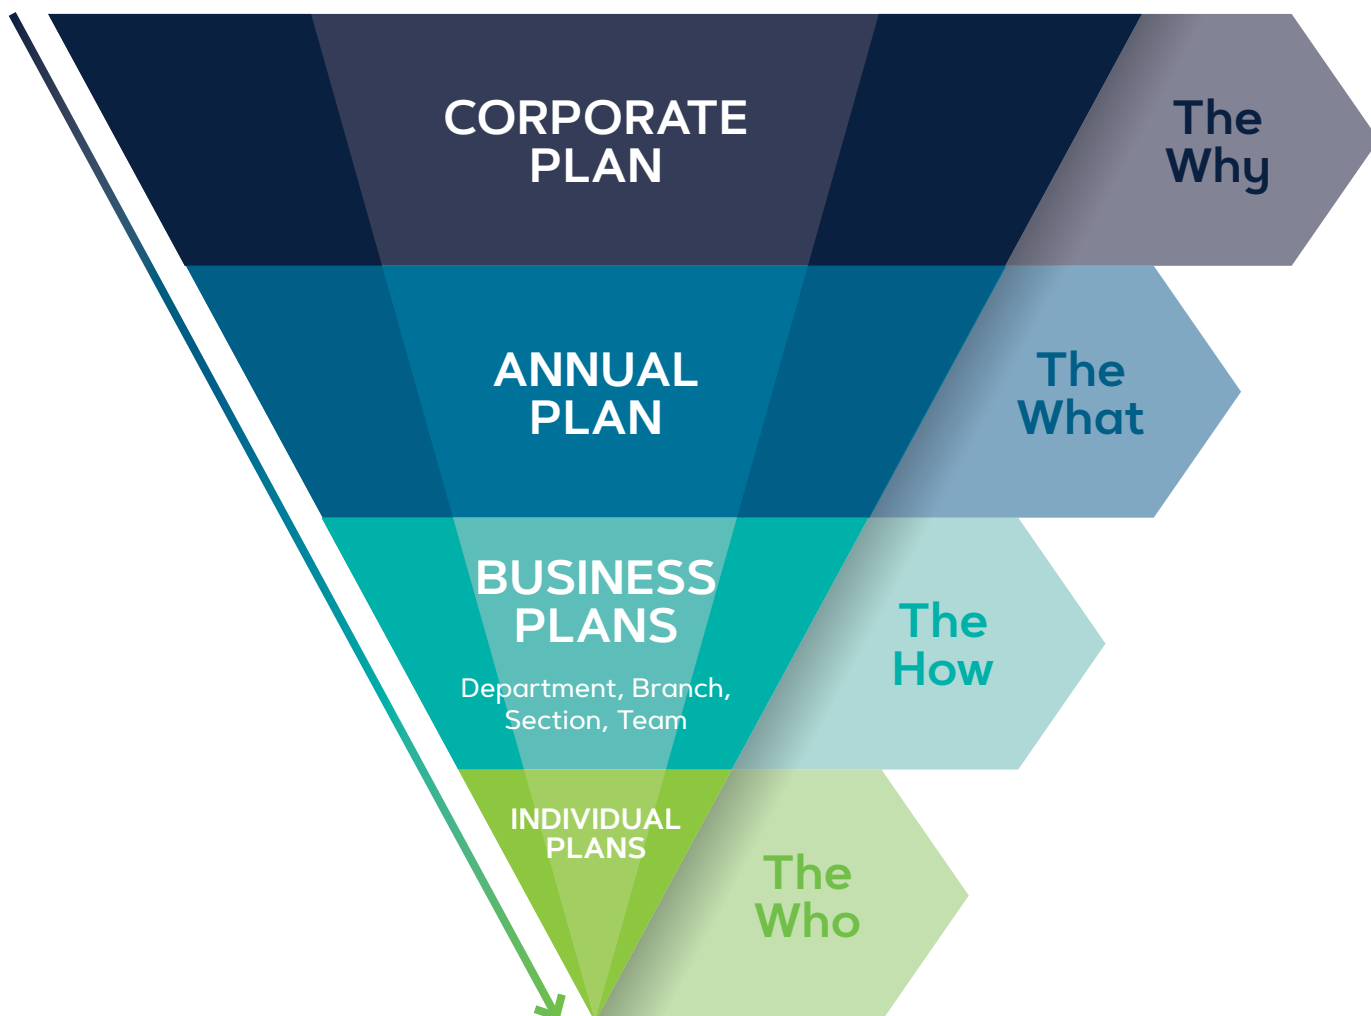 CORPORATE
PLAN
The
Why
ANNUAL
PLAN
The
What
BUSINESS
PLANS
Department, Branch,
Section, Team
The
How
INDIVIDUAL
PLANS
The
Who